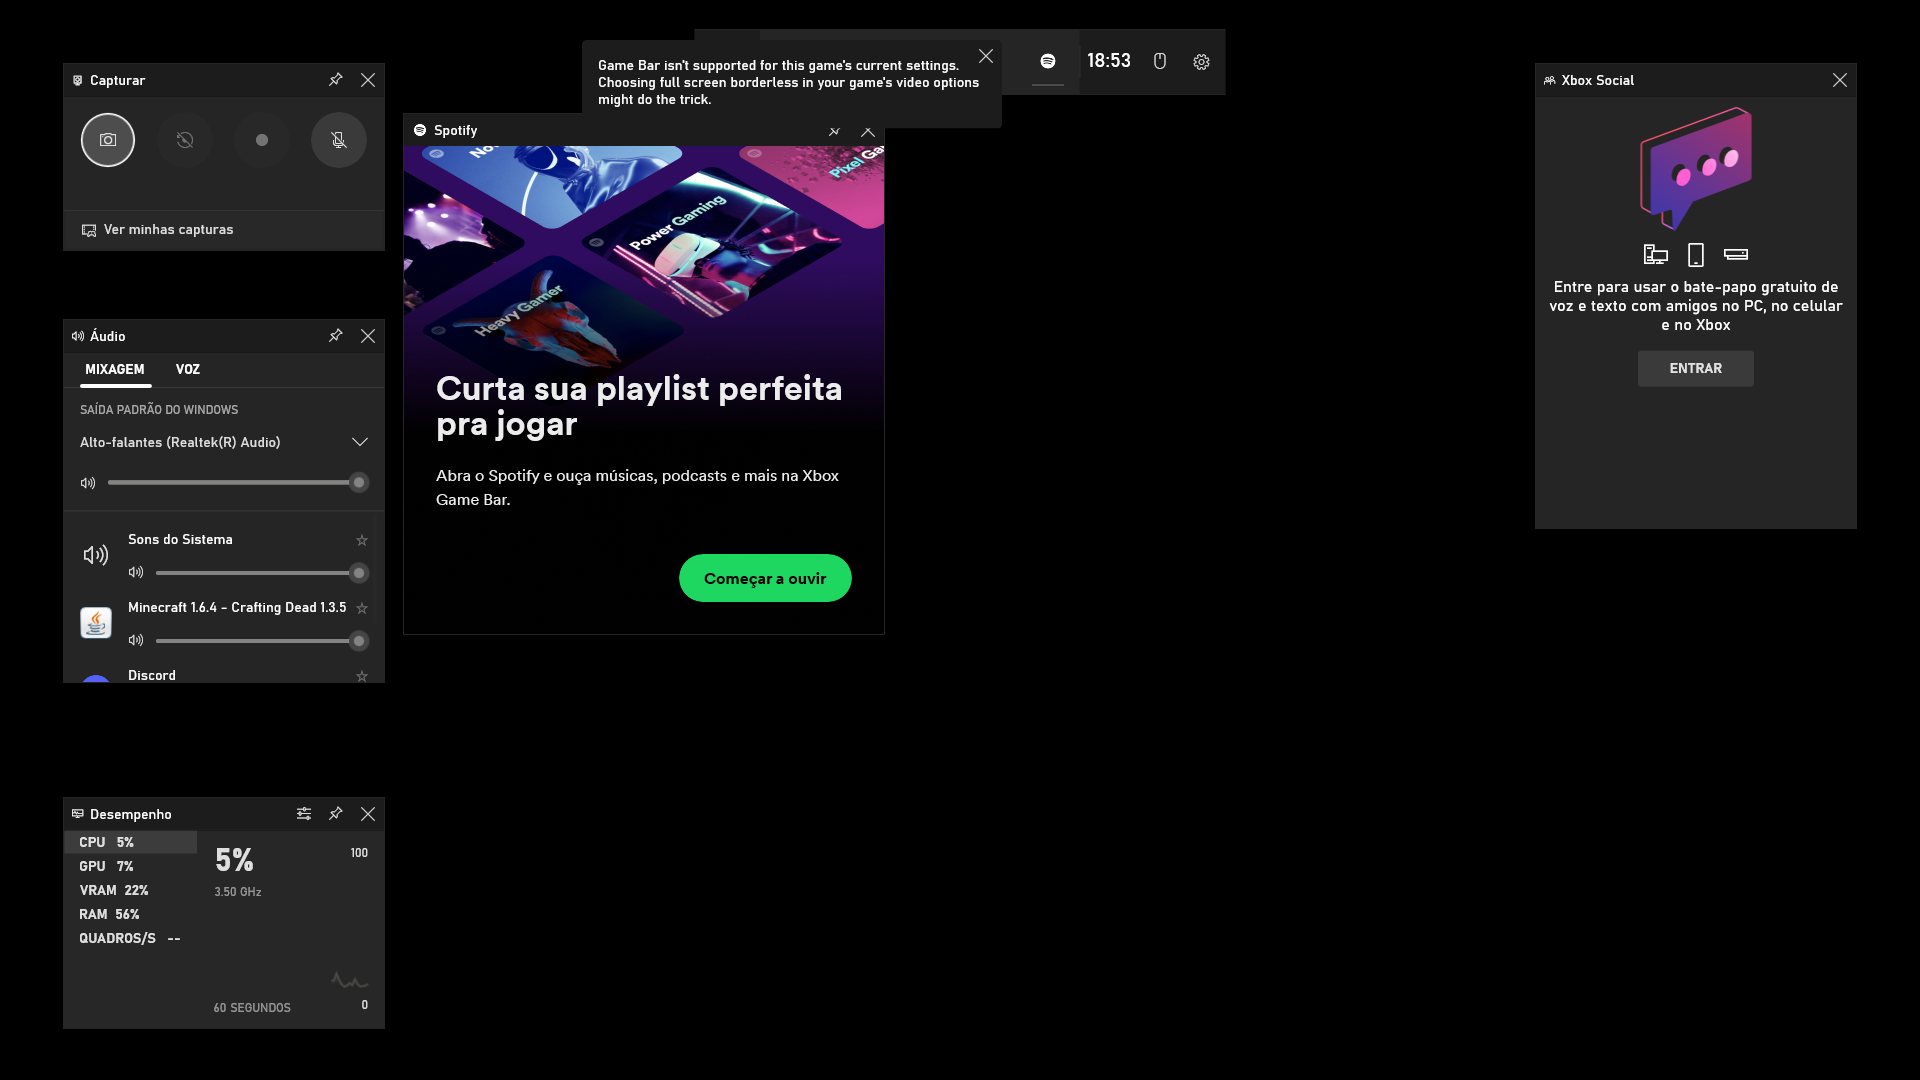 Capturar
Ver minhas capturas
Áudio
MIXAGEM VOZ
SAÍDA PADRÃO DO WINDOWS
Alto-falantes (Realtek(R) Audio)
Sons do Sistema
Minecraft 1.6.4 - Crafting Dead 1.3.5
Discord
Desempenho
CPU 5%
GPU 7%
VRAM 22%
RAM 56%
QUADROS/S --
5%
3.50 GHz
100
60 SEGUNDOS
0
Game Bar isn't supported for this game's current settings.
Choosing full screen borderless in your game's video options
might do the trick.
18:53
Spotify
Power Gaming
Heavy Gamer
Pixel
Curta sua playlist perfeita
pra jogar
Abra o Spotify e ouça músicas, podcasts e mais na Xbox
Game Bar.
Começar a ouvir
Xbox Social
Entre para usar o bate-papo gratuito de
voz e texto com amigos no PC, no celular
e no Xbox
ENTRAR